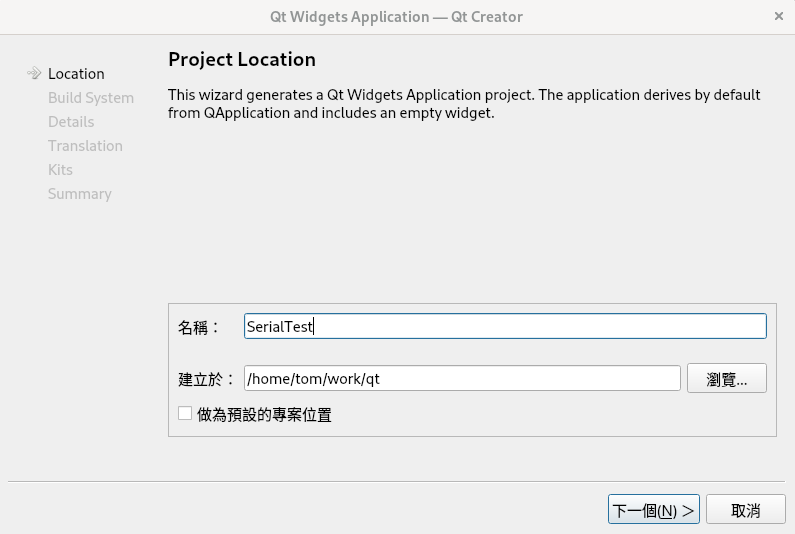 Qt Widgets Application — Qt Creator
Project Location
Location
Build System
Details
Translation
Kits
Summary
This wizard generates a Qt Widgets Application project. The application derives by default
from QApplication and includes an empty widget.
名稱：
SerialTest
建立於：
/home/tom/work/qt
瀏覽...
做為預設的專案位置
下一個(N) >
取消